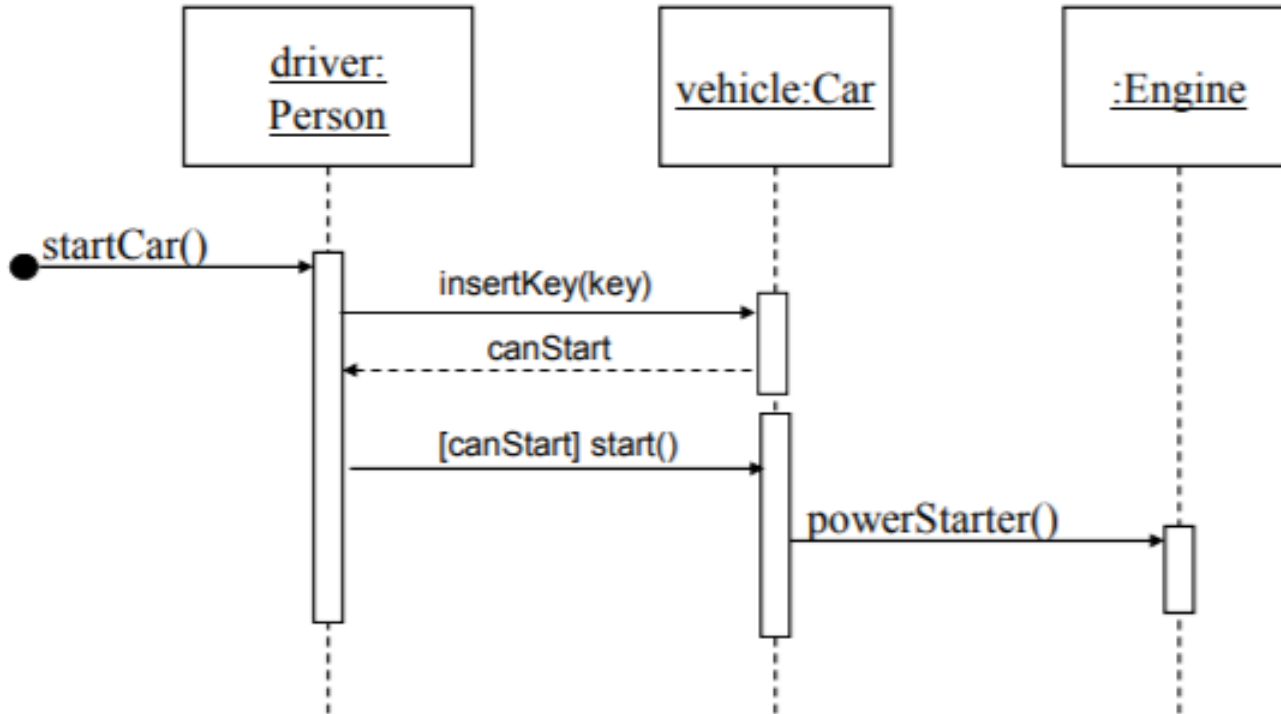 driver:
Person
vehicle:Car
:Engine
startCar()
insertKey(key)
canStart
[canStart] start()
powerStarter()